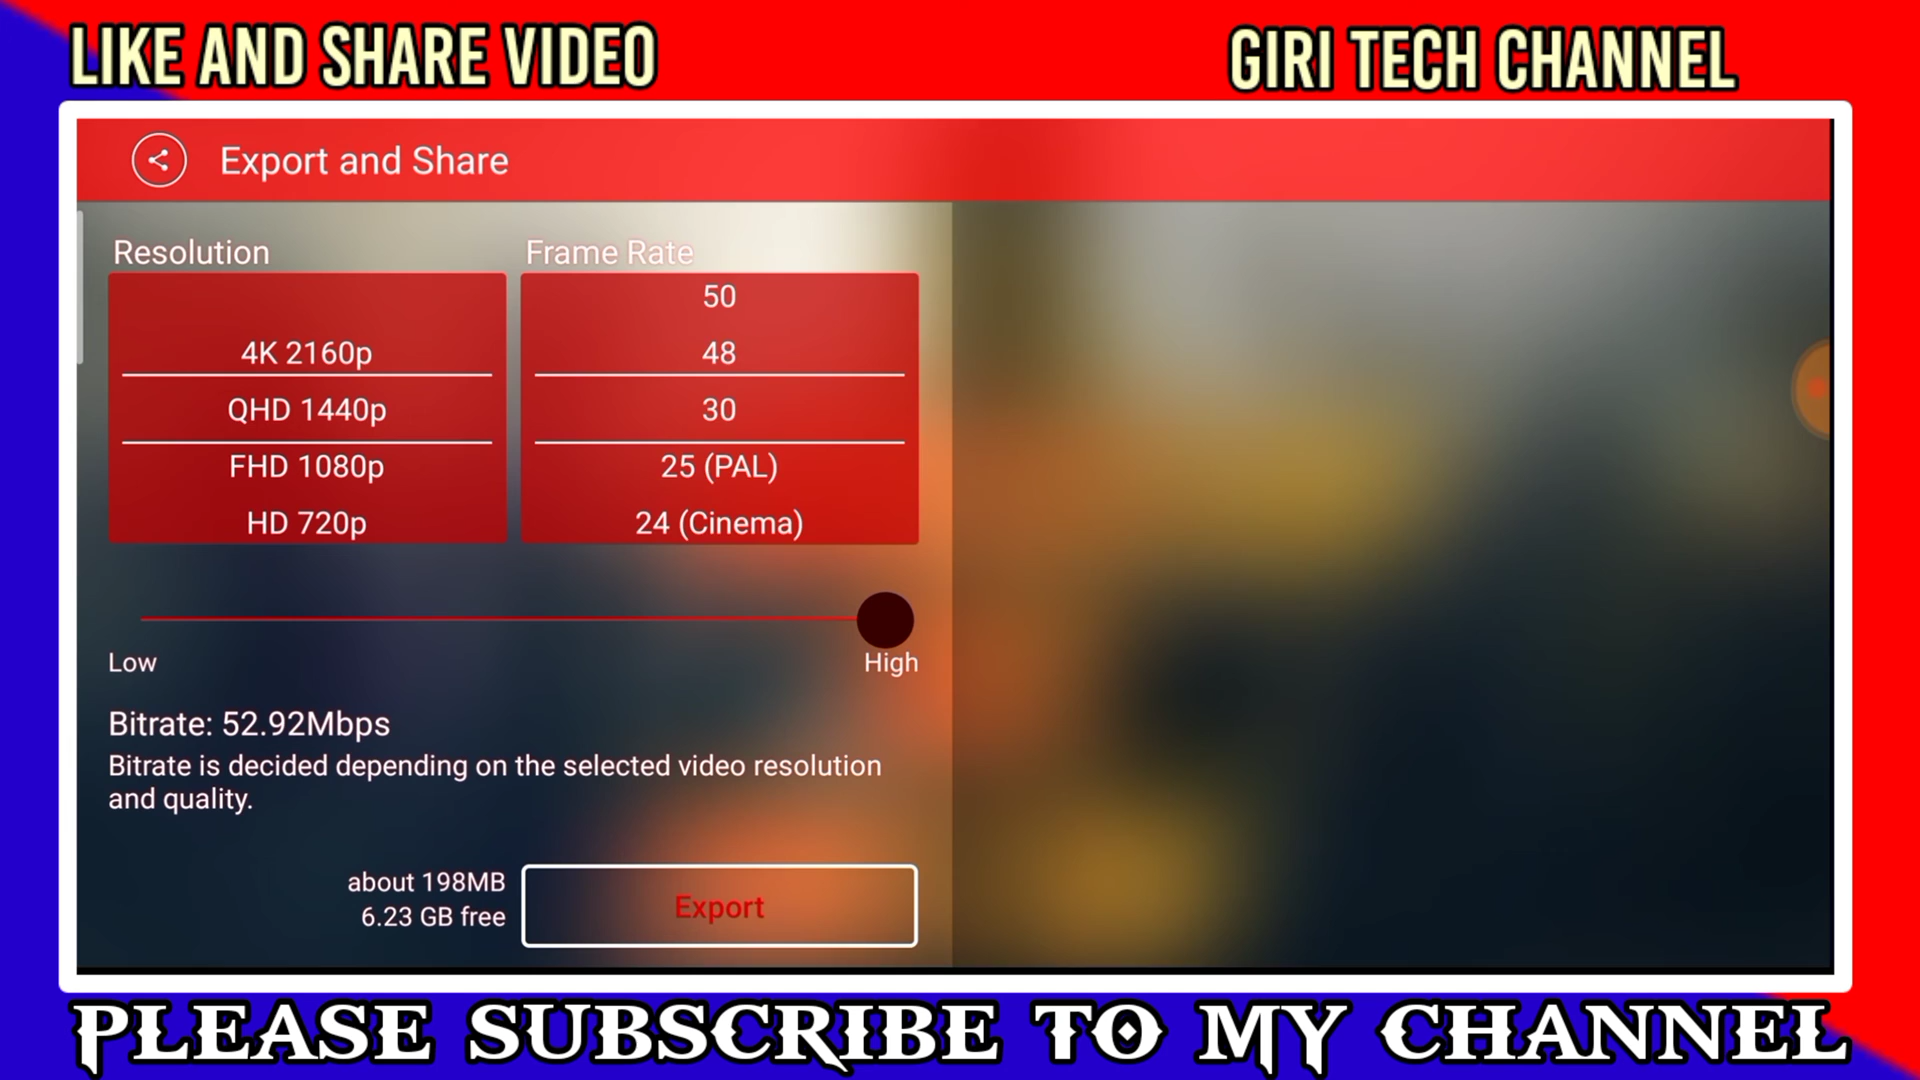 LIKE AND SHARE VIDEO
GIRI TECH CHANNEL
Export and Share
Resolution
4K 2160p
QHD 1440p
FHD 1080p
HD 720p
Frame Rate
50
48
30
25 (PAL)
24 (Cinema)
Low
High
Bitrate: 52.92Mbps
Bitrate is decided depending on the selected video resolution
and quality.
about 198MB
6.23 GB free
Export
PLEASE SUBSCRIBE TO MY CHANNEL